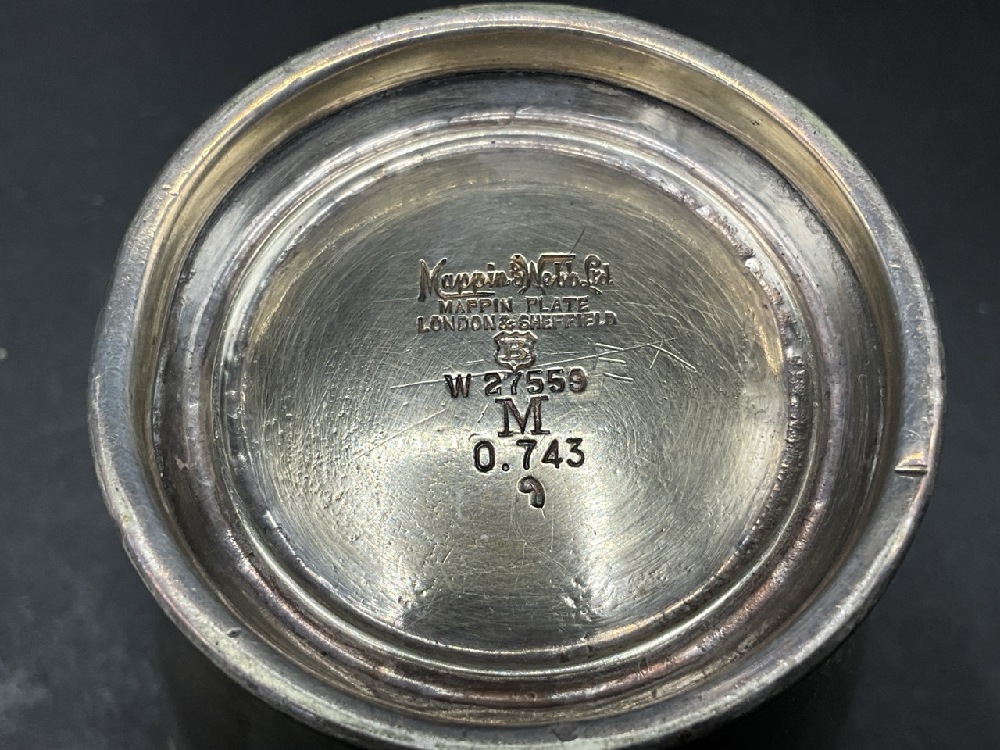 Mappin & Webb. Ltd.
MAPPIN PLATE
LONDON & SHEFFIELD
B
W 27559
M
0.743